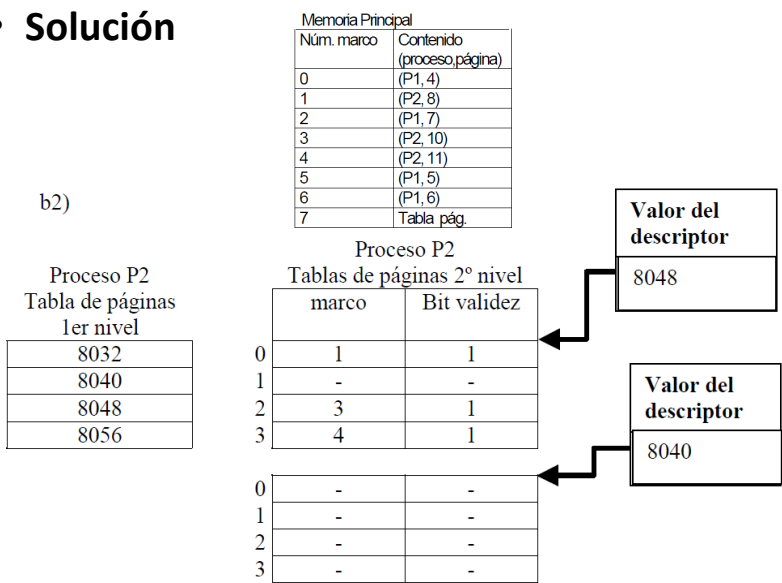 • Solución
Memoria Principal
Núm. marco Contenido (proceso,página)
0 (P1, 4)
1 (P2, 8)
2 (P1, 7)
3 (P2, 10)
4 (P2, 11)
5 (P1, 5)
6 (P1, 6)
7 Tabla pág.
b2)
Proceso P2
Tabla de páginas
1er nivel
8032
8040
8048
8056
Proceso P2
Tablas de páginas 2º nivel
marco Bit validez
0 1 1
1 - -
2 3 1
3 4 1
0 - -
1 - -
2 - -
3 - -
Valor del
descriptor
8048
Valor del
descriptor
8040